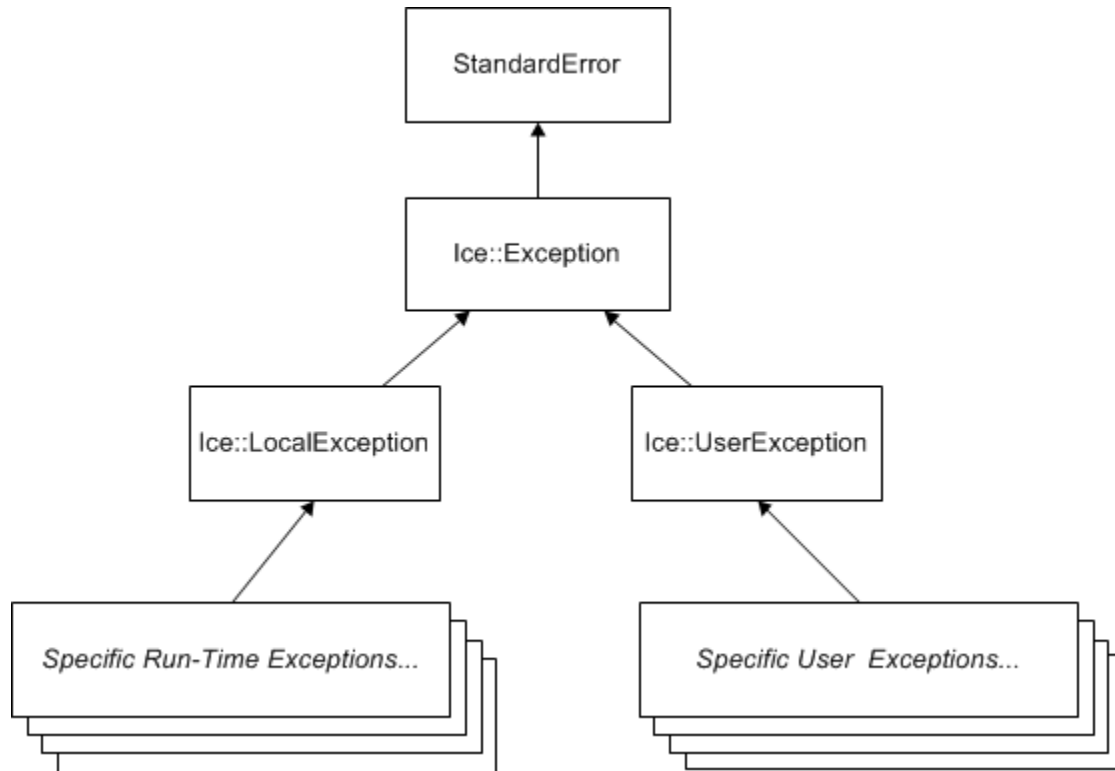 StandardError
Ice::Exception
Ice::LocalException
Ice::UserException
Specific Run-Time Exceptions...
Specific User Exceptions...